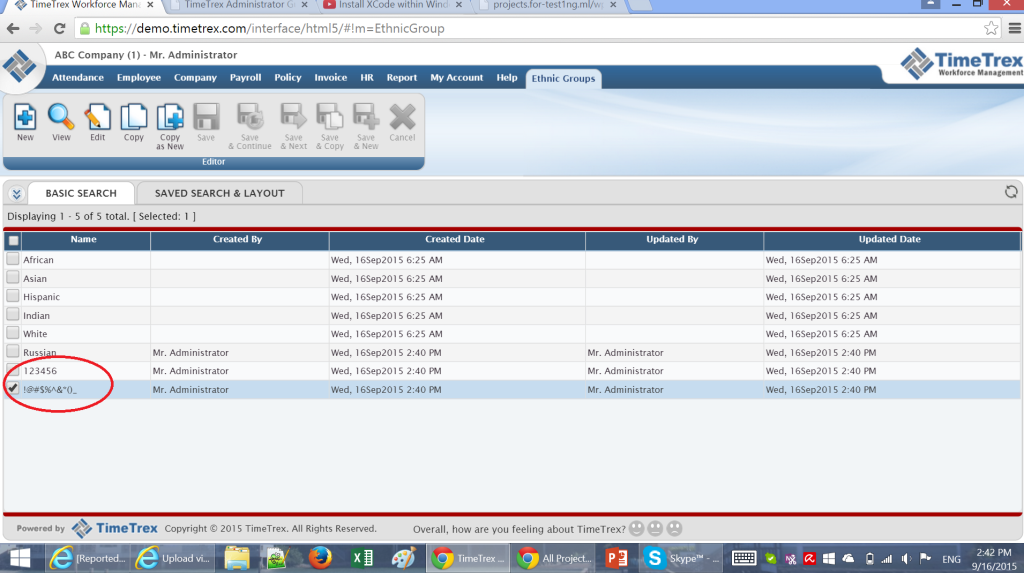 TimeTrex Workforce Mana
TimeTrex Administrator G
Install XCode within Wind
projects.for-test1ng.ml/w
https://demo.timetrex.com/interface/html5/#!m=EthnicGroup
ABC Company (1) - Mr. Administrator
Attendance Employee Company Payroll Policy Invoice HR Report My Account Help Ethnic Groups
TimeTrex
Workforce Management
New View Edit Copy Copy as New Save Save & Continue Save & Next Save & Copy Save & New Cancel
Editor
BASIC SEARCH SAVED SEARCH & LAYOUT
Displaying 1 - 5 of 5 total. [ Selected: 1 ]
Name Created By Created Date Updated By Updated Date
African Wed, 16Sep2015 6:25 AM Wed, 16Sep2015 6:25 AM
Asian Wed, 16Sep2015 6:25 AM Wed, 16Sep2015 6:25 AM
Hispanic Wed, 16Sep2015 6:25 AM Wed, 16Sep2015 6:25 AM
Indian Wed, 16Sep2015 6:25 AM Wed, 16Sep2015 6:25 AM
White Wed, 16Sep2015 6:25 AM Wed, 16Sep2015 6:25 AM
Russian Mr. Administrator Wed, 16Sep2015 2:40 PM Mr. Administrator Wed, 16Sep2015 2:40 PM
123456 Mr. Administrator Wed, 16Sep2015 2:40 PM Mr. Administrator Wed, 16Sep2015 2:40 PM
!@#$%^&*()_ Mr. Administrator Wed, 16Sep2015 2:40 PM Mr. Administrator Wed, 16Sep2015 2:40 PM
Powered by TimeTrex Copyright © 2015 TimeTrex. All Rights Reserved. Overall, how are you feeling about TimeTrex?
[Reported... Upload vi... TimeTrex ... All Project... Skype™ - ... ENG 2:42 PM
9/16/2015